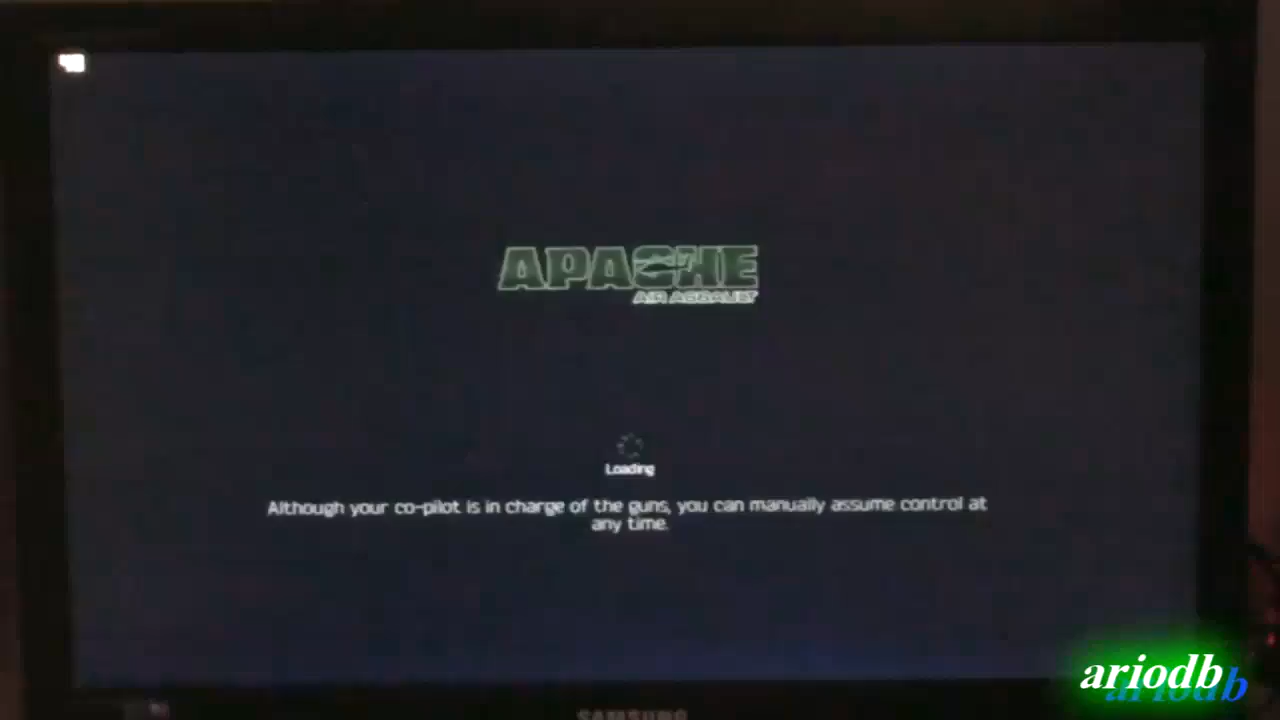 APACHE
AIR ASSAULT
Loading
Although your co-pilot is in charge of the guns, you can manually assume control at
any time.
SAMSUNG
ariodb
ariodb